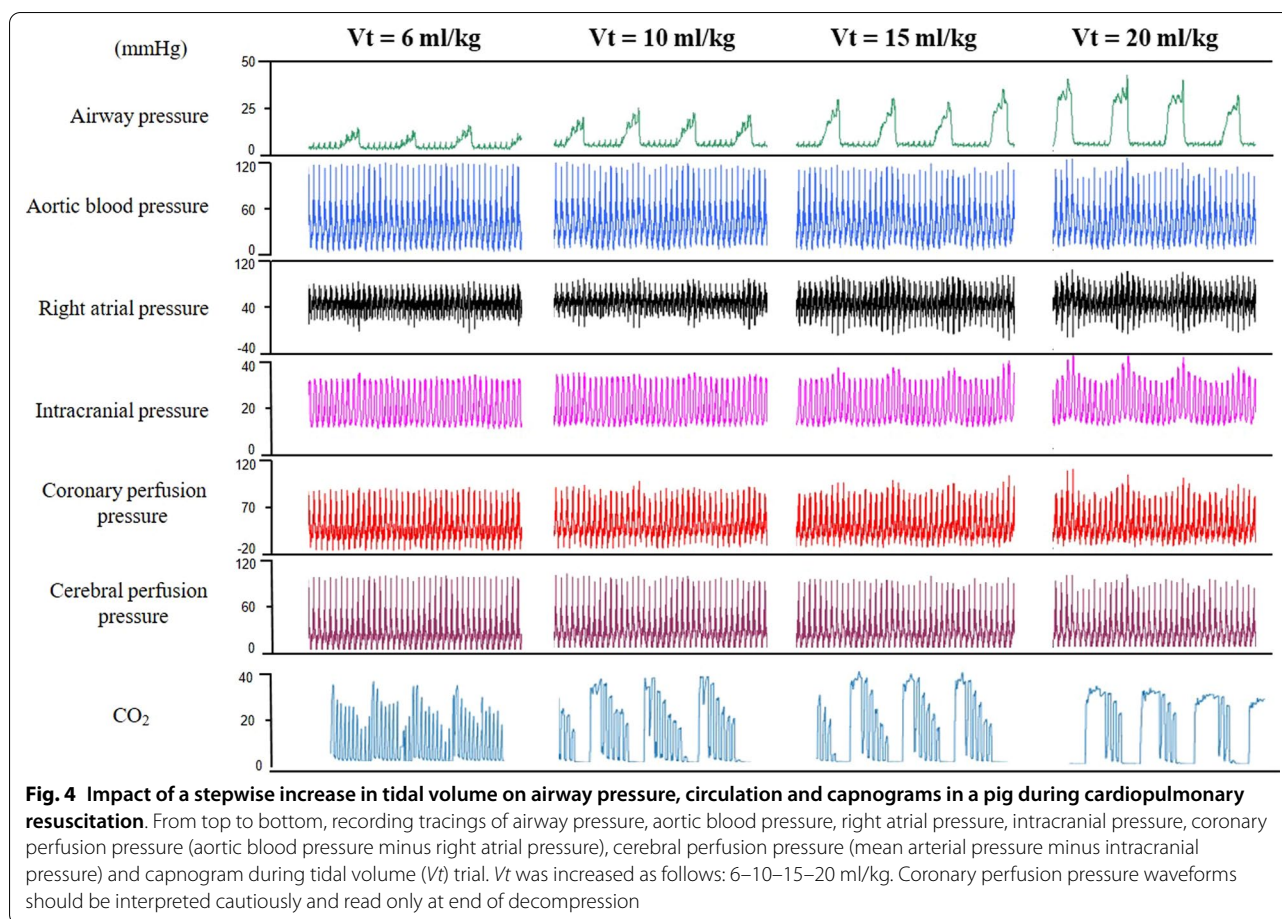 (mmHg)
Vt = 6 ml/kg
Vt = 10 ml/kg
Vt = 15 ml/kg
Vt = 20 ml/kg
Airway pressure
50
25
0
Aortic blood pressure
120
60
0
Right atrial pressure
120
40
-40
Intracranial pressure
40
20
0
Coronary perfusion
pressure
120
70
-20
Cerebral perfusion
pressure
120
60
0
CO2
40
20
0
Fig. 4 Impact of a stepwise increase in tidal volume on airway pressure, circulation and capnograms in a pig during cardiopulmonary
resuscitation. From top to bottom, recording tracings of airway pressure, aortic blood pressure, right atrial pressure, intracranial pressure, coronary
perfusion pressure (aortic blood pressure minus right atrial pressure), cerebral perfusion pressure (mean arterial pressure minus intracranial
pressure) and capnogram during tidal volume (Vt) trial. Vt was increased as follows: 6–10–15–20 ml/kg. Coronary perfusion pressure waveforms
should be interpreted cautiously and read only at end of decompression